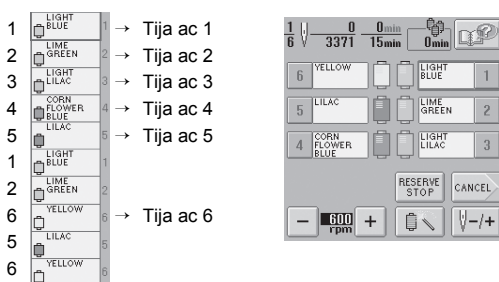 1 LIGHT BLUE 1 → Tija ac 1
2 LIME GREEN 2 → Tija ac 2
3 LIGHT LILAC 3 → Tija ac 3
4 CORN FLOWER BLUE 4 → Tija ac 4
5 LILAC 5 → Tija ac 5
1 LIGHT BLUE 1
2 LIME GREEN 2
6 YELLOW 6 → Tija ac 6
5 LILAC 5
6 YELLOW 6
1 0 0min
6 3371 15min 0min
6 YELLOW LIGHT BLUE 1
5 LILAC LIME GREEN 2
4 CORN FLOWER BLUE LIGHT LILAC 3
RESERVE STOP CANCEL
− 600 rpm + −/+